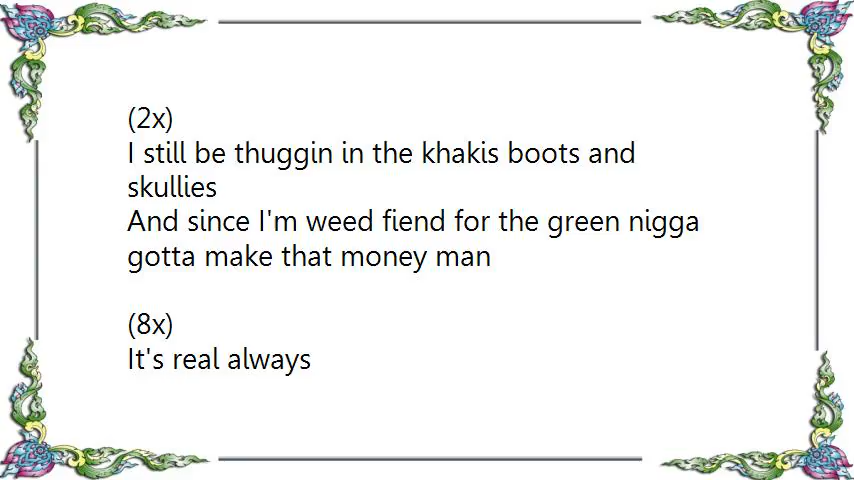 (2x)
I still be thuggin in the khakis boots and
skullies
And since I'm weed fiend for the green nigga
gotta make that money man
(8x)
It's real always